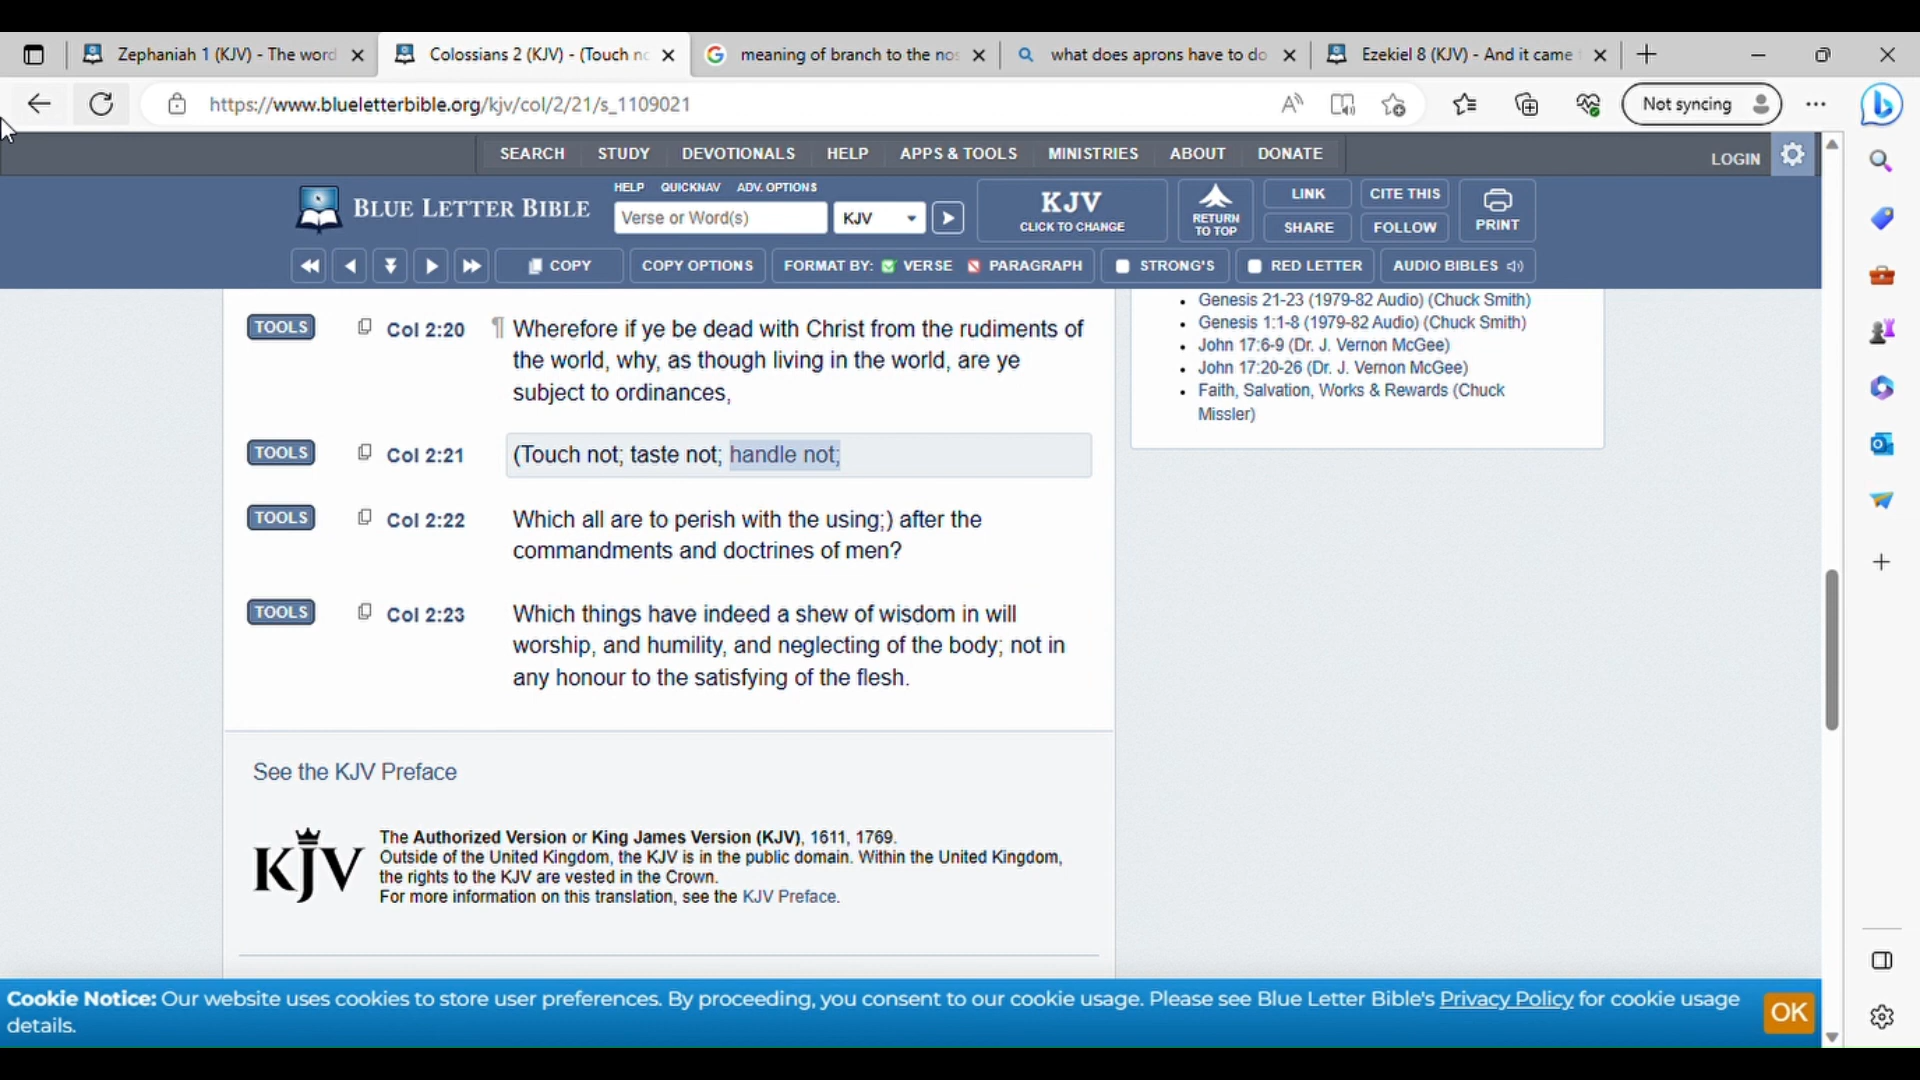 Zephaniah 1 (KJV) - The word
Colossians 2 (KJV) - (Touch no
meaning of branch to the nos
what does aprons have to do
Ezekiel 8 (KJV) - And it came
https://www.blueletterbible.org/kjv/col/2/21/s_1109021
Not syncing
SEARCH STUDY DEVOTIONALS HELP APPS & TOOLS MINISTRIES ABOUT DONATE
LOGIN
HELP QUICKNAV ADV. OPTIONS
BLUE LETTER BIBLE
Verse or Word(s)
KJV
KJV
CLICK TO CHANGE
RETURN
TO TOP
LINK
CITE THIS
SHARE
FOLLOW
PRINT
COPY
COPY OPTIONS
FORMAT BY: VERSE PARAGRAPH
STRONG'S
RED LETTER
AUDIO BIBLES
TOOLS Col 2:20 ¶ Wherefore if ye be dead with Christ from the rudiments of
the world, why, as though living in the world, are ye
subject to ordinances,
TOOLS Col 2:21 (Touch not; taste not; handle not;
TOOLS Col 2:22 Which all are to perish with the using;) after the
commandments and doctrines of men?
TOOLS Col 2:23 Which things have indeed a shew of wisdom in will
worship, and humility, and neglecting of the body; not in
any honour to the satisfying of the flesh.
• Genesis 21-23 (1979-82 Audio) (Chuck Smith)
• Genesis 1:1-8 (1979-82 Audio) (Chuck Smith)
• John 17:6-9 (Dr. J. Vernon McGee)
• John 17:20-26 (Dr. J. Vernon McGee)
• Faith, Salvation, Works & Rewards (Chuck
Missler)
See the KJV Preface
KJV
The Authorized Version or King James Version (KJV), 1611, 1769.
Outside of the United Kingdom, the KJV is in the public domain. Within the United Kingdom,
the rights to the KJV are vested in the Crown.
For more information on this translation, see the KJV Preface.
Cookie Notice: Our website uses cookies to store user preferences. By proceeding, you consent to our cookie usage. Please see Blue Letter Bible's Privacy Policy for cookie usage
details.
OK